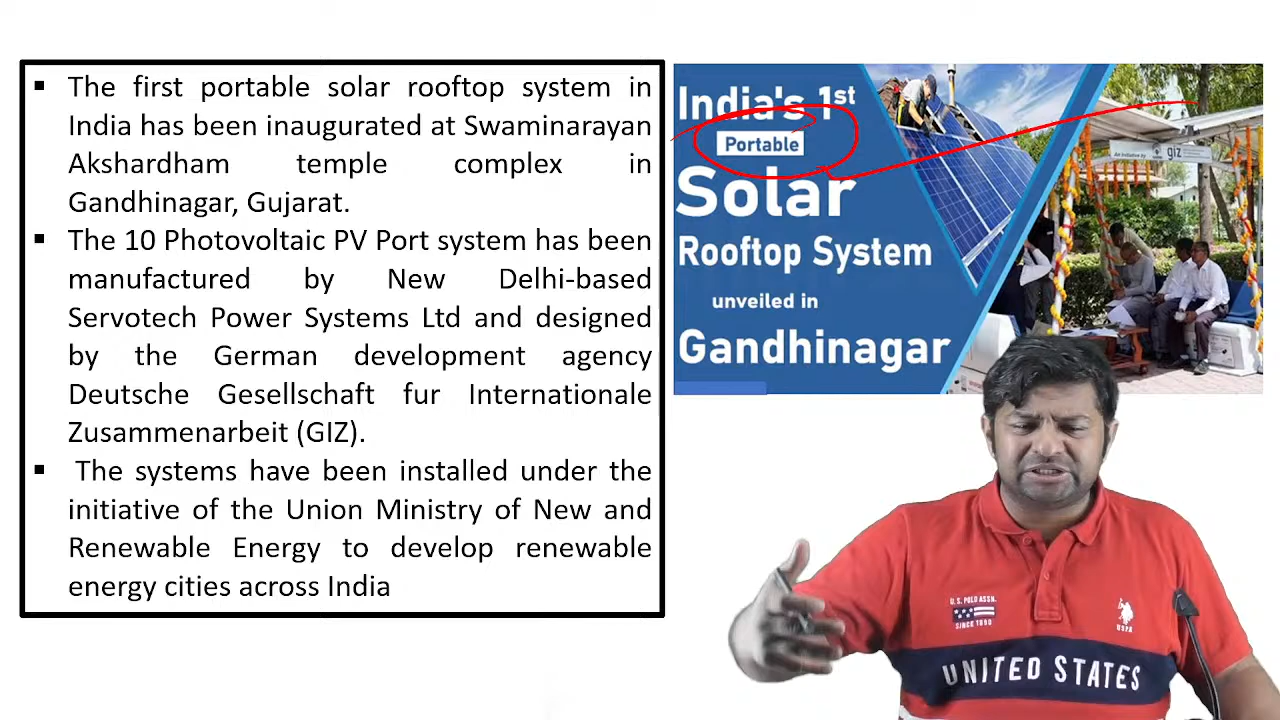 ▪ The first portable solar rooftop system in
India has been inaugurated at Swaminarayan
Akshardham temple complex in
Gandhinagar, Gujarat.
▪ The 10 Photovoltaic PV Port system has been
manufactured by New Delhi-based
Servotech Power Systems Ltd and designed
by the German development agency
Deutsche Gesellschaft fur Internationale
Zusammenarbeit (GIZ).
▪ The systems have been installed under the
initiative of the Union Ministry of New and
Renewable Energy to develop renewable
energy cities across India
India's 1st
Portable
Solar
Rooftop System
unveiled in
Gandhinagar
An initiative by
giz
U.S. POLO ASSN.
SINCE 1890
USPA
UNITED STATES